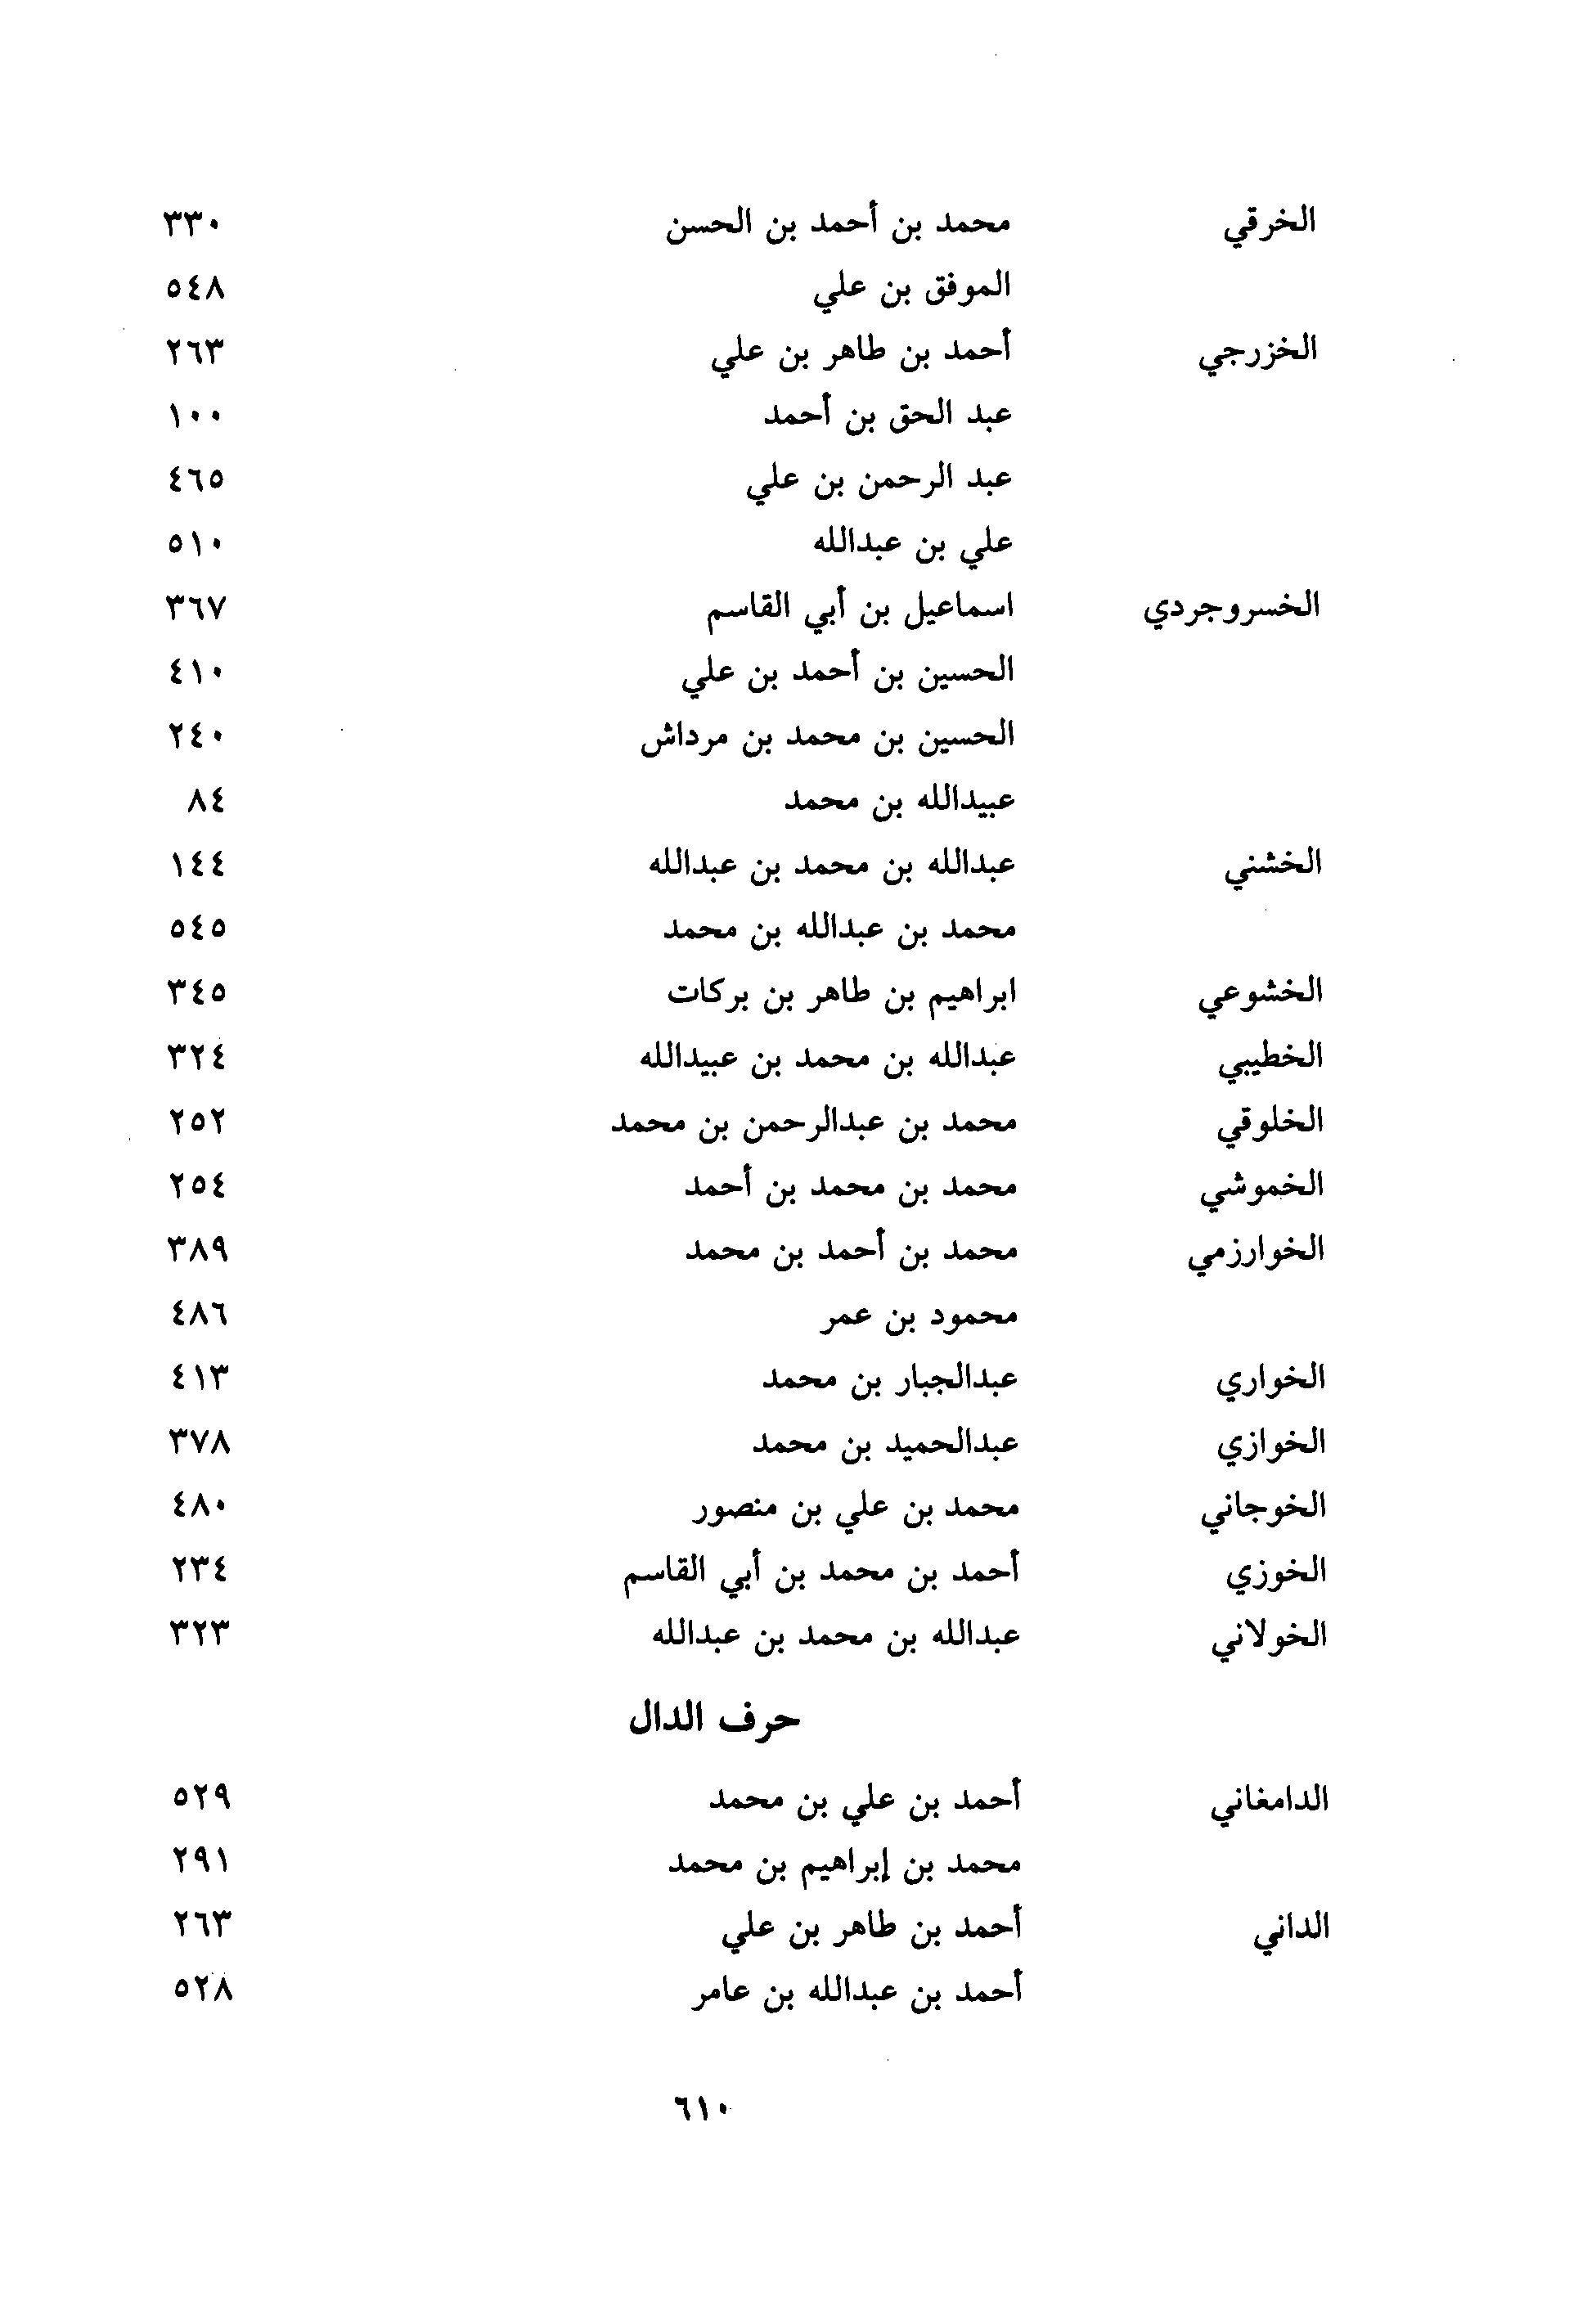 الخرقي محمد بن أحمد بن الحسن ٣٣٠
الموفق بن علي ٥٤٨
الخزرجي أحمد بن طاهر بن علي ٢٦٣
عبد الحق بن أحمد ١٠٠
عبد الرحمن بن علي ٤٦٥
علي بن عبدالله ٥١٠
الخسروجردي اسماعيل بن أبي القاسم ٣٦٧
الحسين بن أحمد بن علي ٤١٠
الحسين بن محمد بن مرداش ٢٤٠
عبيدالله بن محمد ٨٤
الخشني عبدالله بن محمد بن عبدالله ١٤٤
محمد بن عبدالله بن محمد ٥٤٥
الخشوعي ابراهيم بن طاهر بن بركات ٣٤٥
الخطيبي عبدالله بن محمد بن عبيدالله ٣٢٤
الخلوقي محمد بن عبدالرحمن بن محمد ٢٥٢
الخموشي محمد بن محمد بن أحمد ٢٥٤
الخوارزمي محمد بن أحمد بن محمد ٣٨٩
محمود بن عمر ٤٨٦
الخواري عبدالجبار بن محمد ٤١٣
الخوازي عبدالحميد بن محمد ٣٧٨
الخوجاني محمد بن علي بن منصور ٤٨٠
الخوزي أحمد بن محمد بن أبي القاسم ٢٣٤
الخولاني عبدالله بن محمد بن عبدالله ٣٢٣
حرف الدال
الدامغاني أحمد بن علي بن محمد ٥٢٩
محمد بن إبراهيم بن محمد ٢٩١
الداني أحمد بن طاهر بن علي ٢٦٣
أحمد بن عبدالله بن عامر ٥٢٨
٦١٠